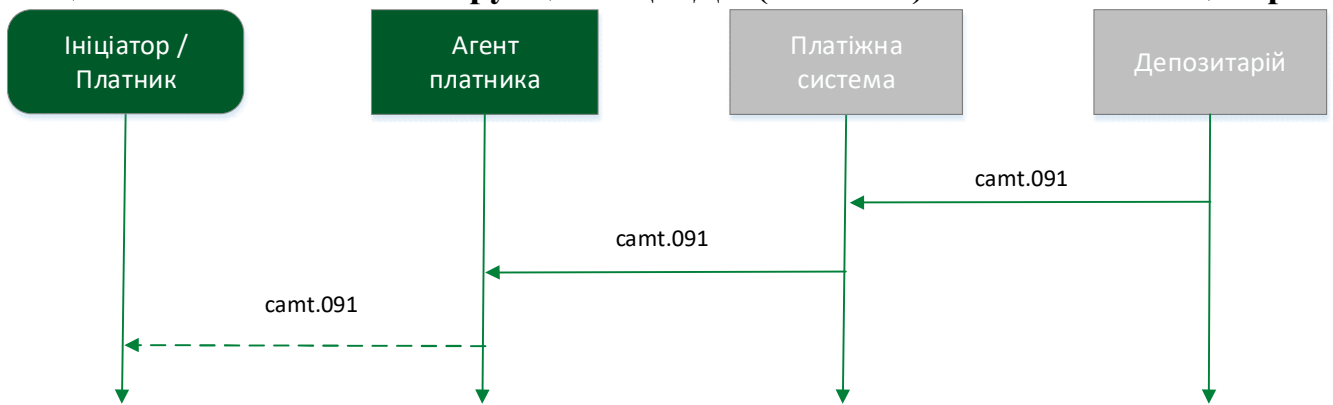 Ініціатор /
Платник
Агент
платника
Платіжна
система
Депозитарій
camt.091
camt.091
camt.091